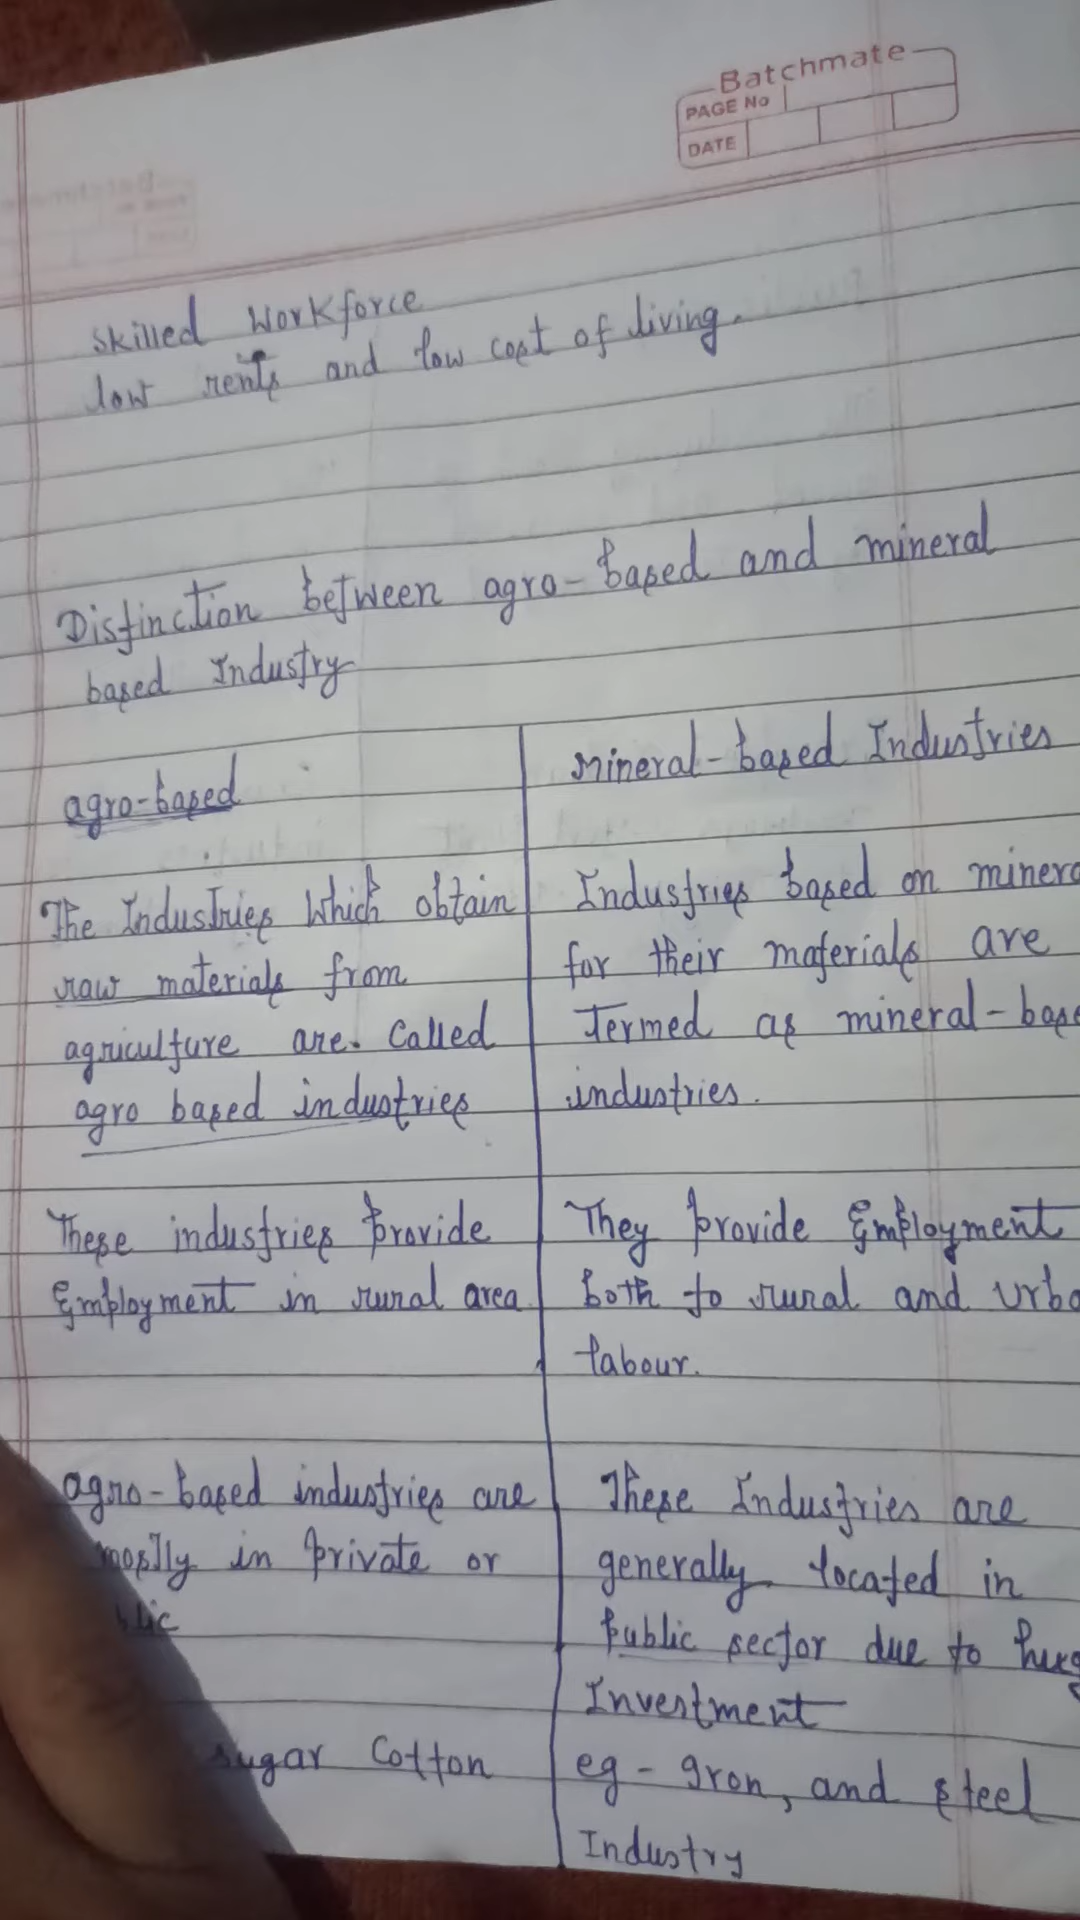 Batchmate
PAGE No
DATE
skilled Workforce
low rents and low cost of living.
Distinction between agro-based and mineral
based Industry
agro-based
The Industries Which obtain
raw materials from
agriculture are. Called
agro based industries
These industries Provide
Employment in rural area
agro-based industries are
mostly in Private or
sugar Cotton
Mineral-based Industries
Industries based on minera
for their materials are
Termed as mineral-base
industries.
They Provide Employment
both to rural and Urba
labour.
These Industries are
generally located in
Public sector due to hug
Investment
eg - Iron, and steel
Industry